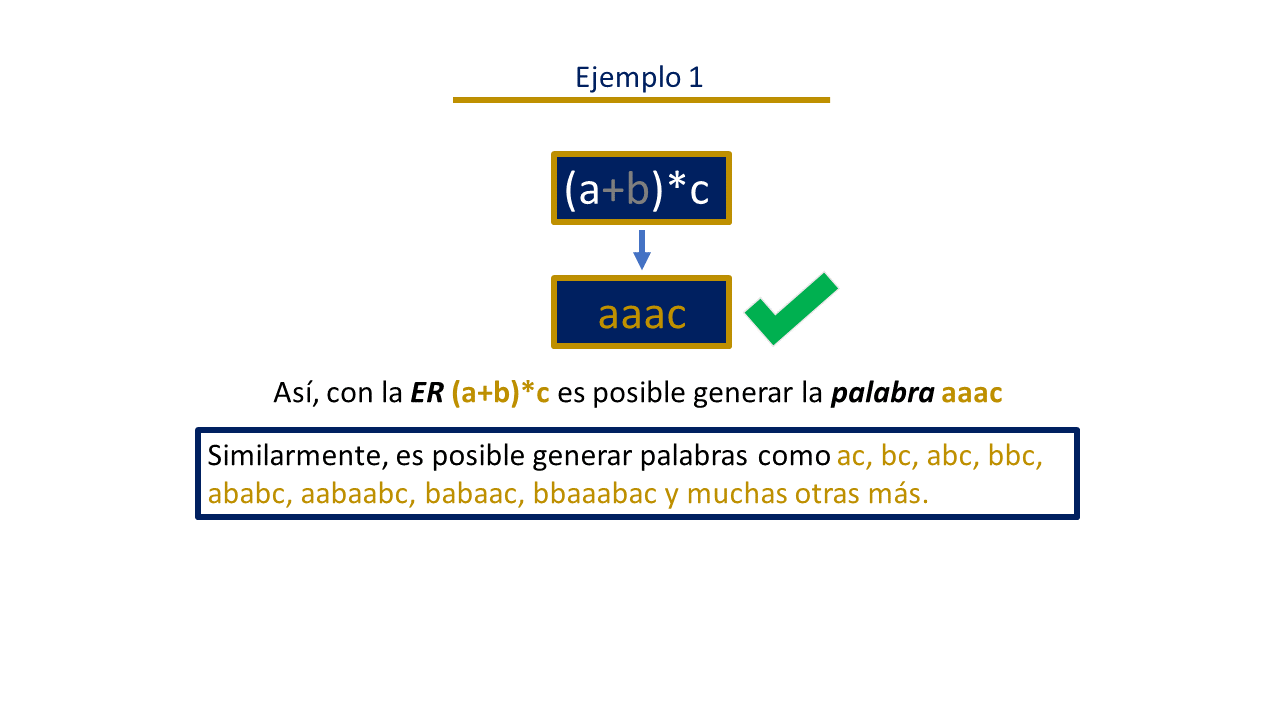 Ejemplo 1
(a+b)*c
aaac
Así, con la ER (a+b)*c es posible generar la palabra aaac
Similarmente, es posible generar palabras como ac, bc, abc, bbc,
ababc, aabaabc, babaac, bbaaabac y muchas otras más.